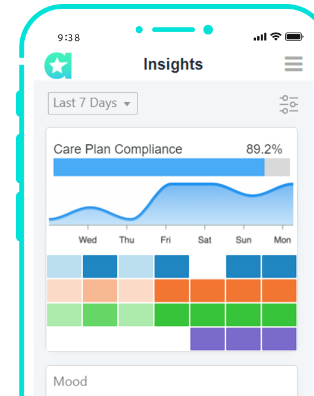 9:38
Insights
Last 7 Days
Care Plan Compliance 89.2%
Wed Thu Fri Sat Sun Mon
Mood